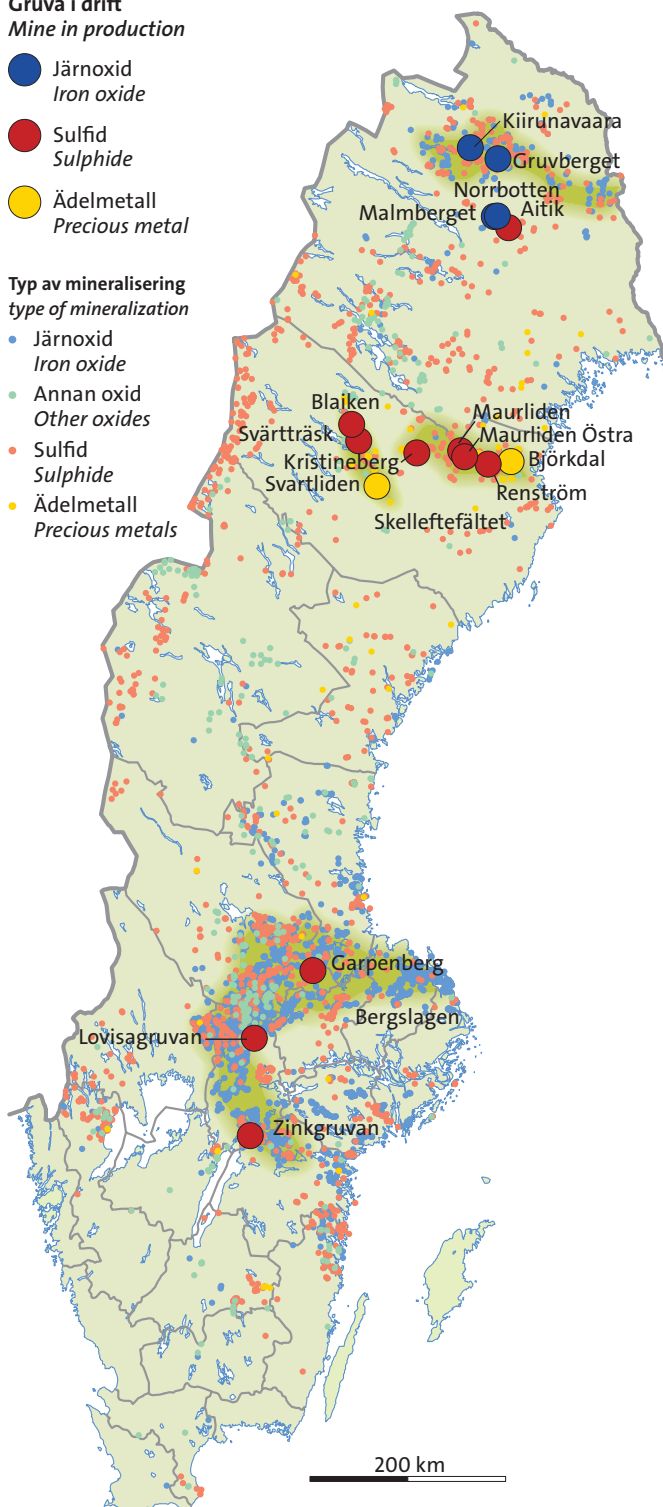 Gruva i drift
Mine in production
Järnoxid
Iron oxide
Sulfid
Sulphide
Ädelmetall
Precious metal
Typ av mineralisering
type of mineralization
Järnoxid
Iron oxide
Annan oxid
Other oxides
Sulfid
Sulphide
Ädelmetall
Precious metals
Kiirunavaara
Gruvberget
Norrbotten
Malmberget
Aitik
Blaiken
Maurliden
Svärtträsk
Maurliden Östra
Kristineberg
Björkdal
Svartliden
Renström
Skelleftefältet
Garpenberg
Bergslagen
Lovisagruvan
Zinkgruvan
200 km